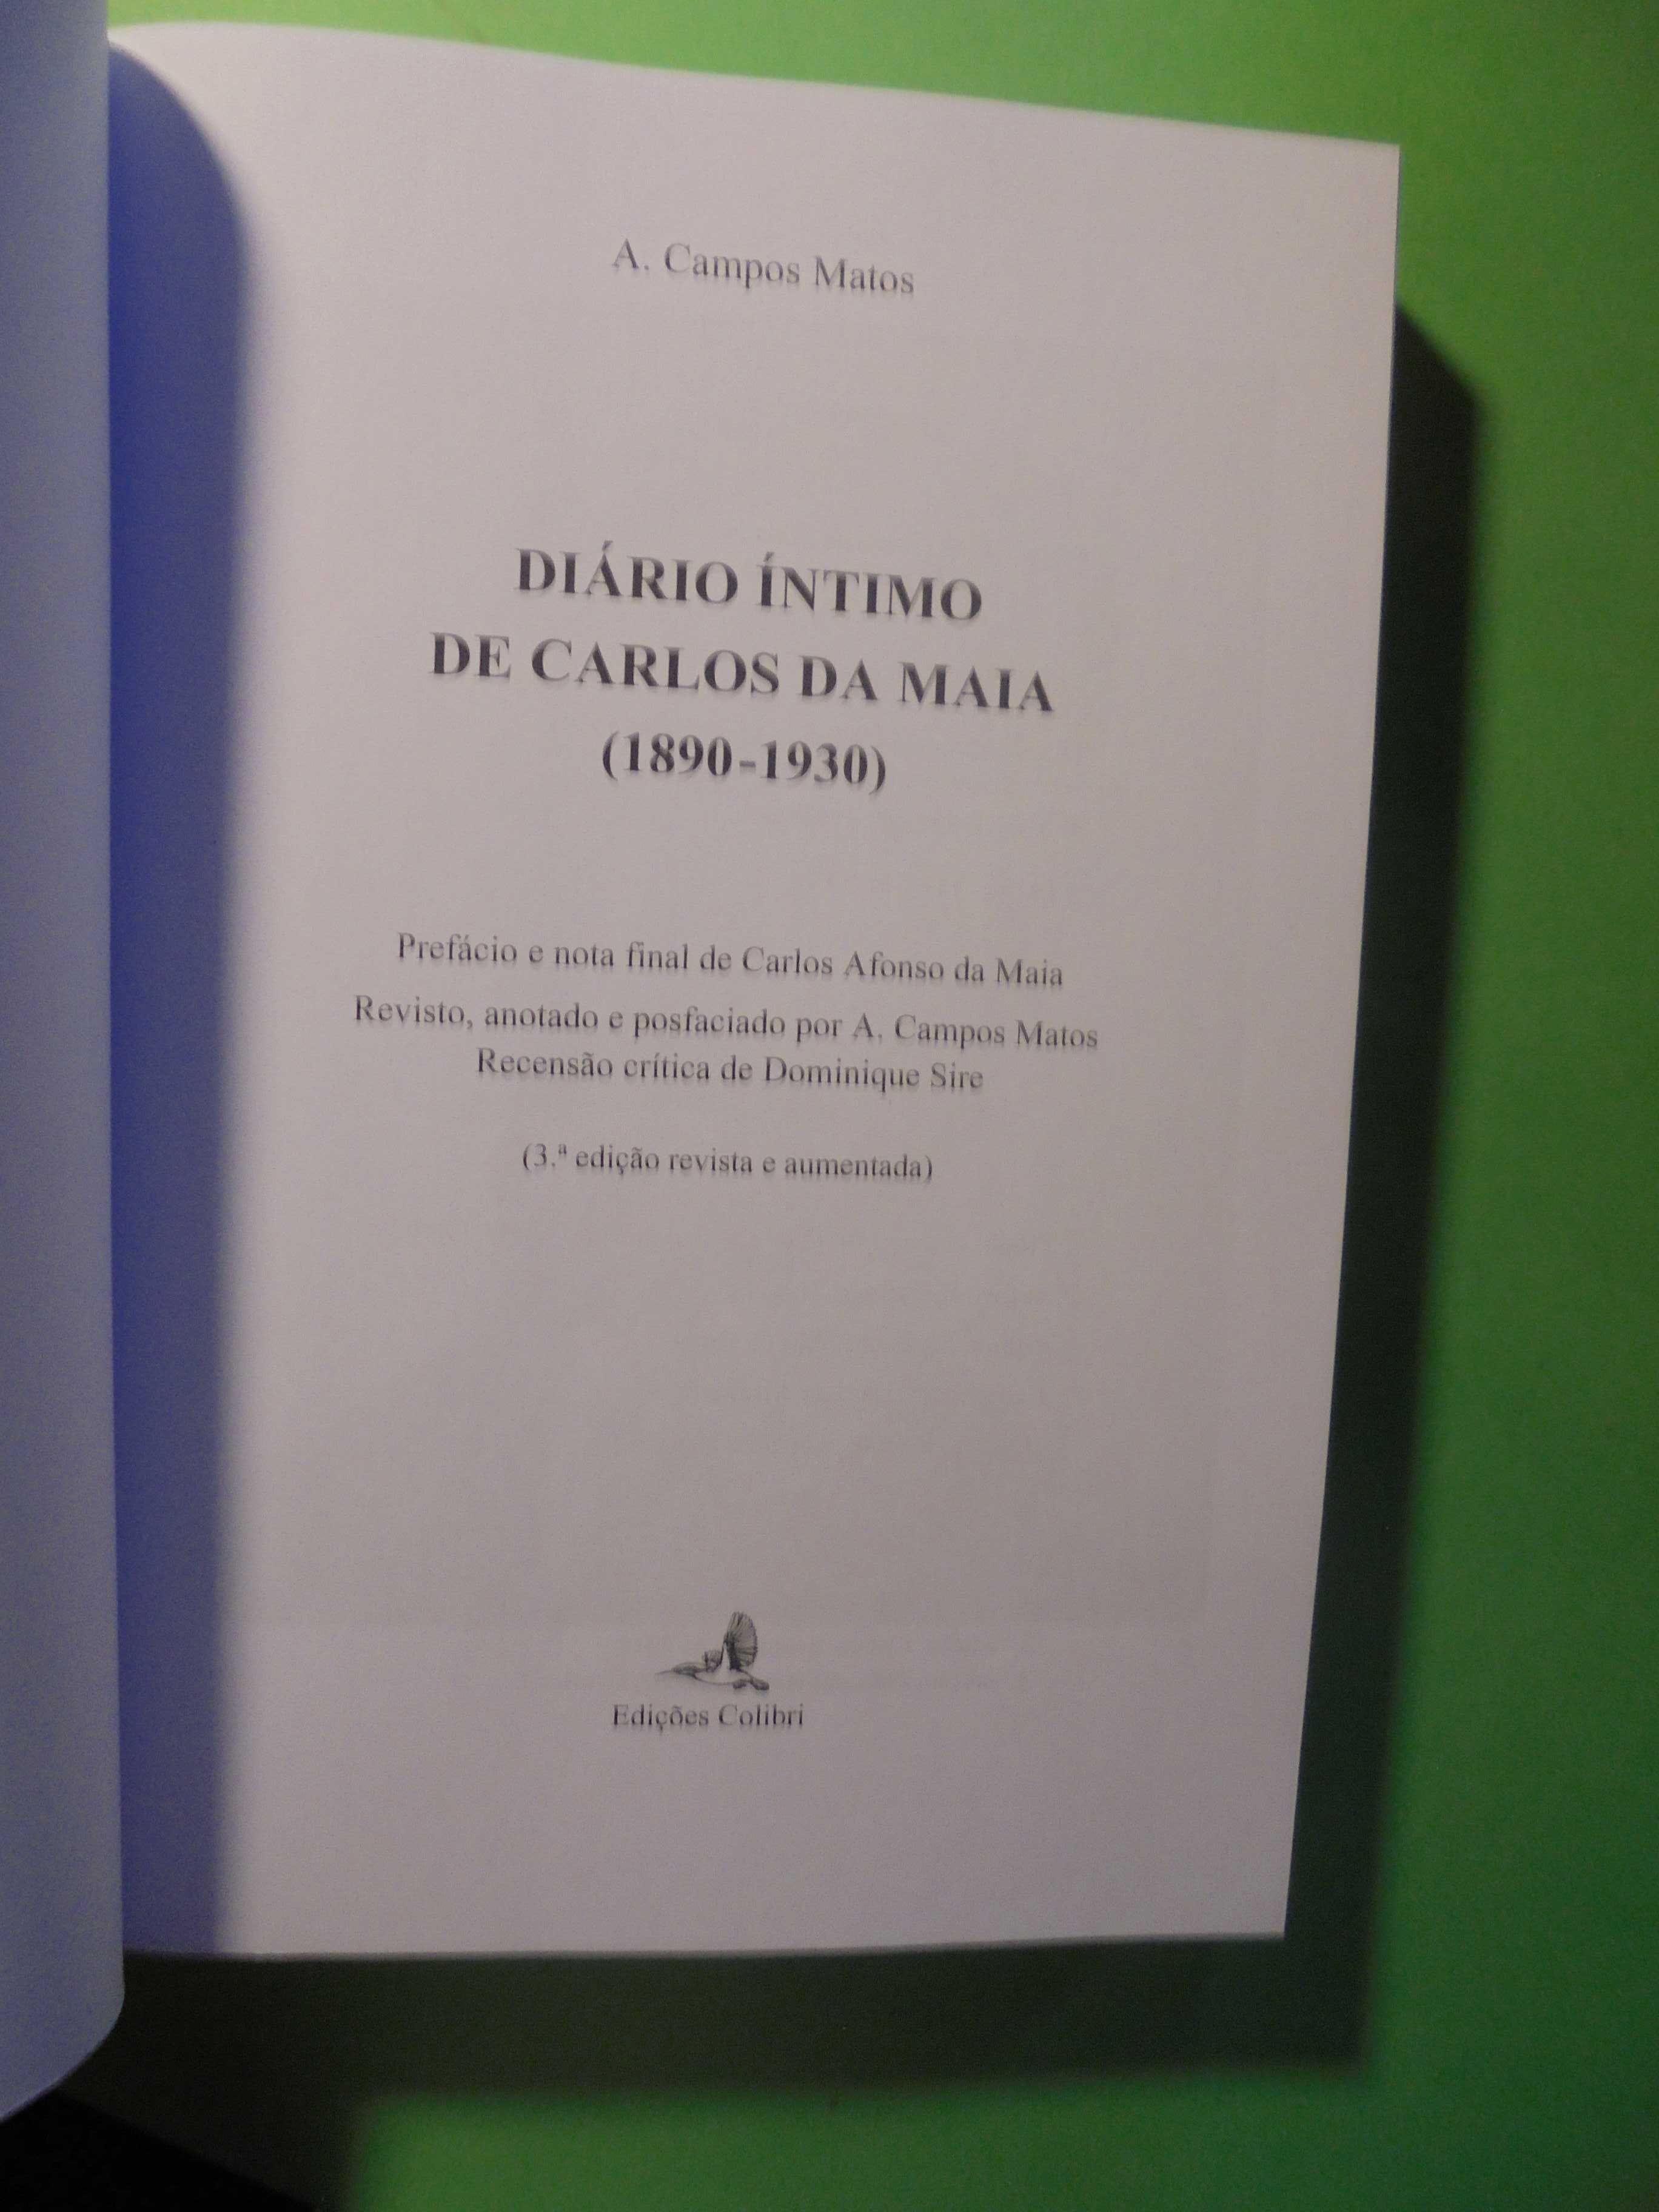 A. Campos Matos
DIÁRIO ÍNTIMO
DE CARLOS DA MAIA
(1890-1930)
Prefácio e nota final de Carlos Afonso da Maia
Revisto, anotado e posfaciado por A. Campos Matos
Recensão crítica de Dominique Sire
(3.ª edição revista e aumentada)
Edições Colibri